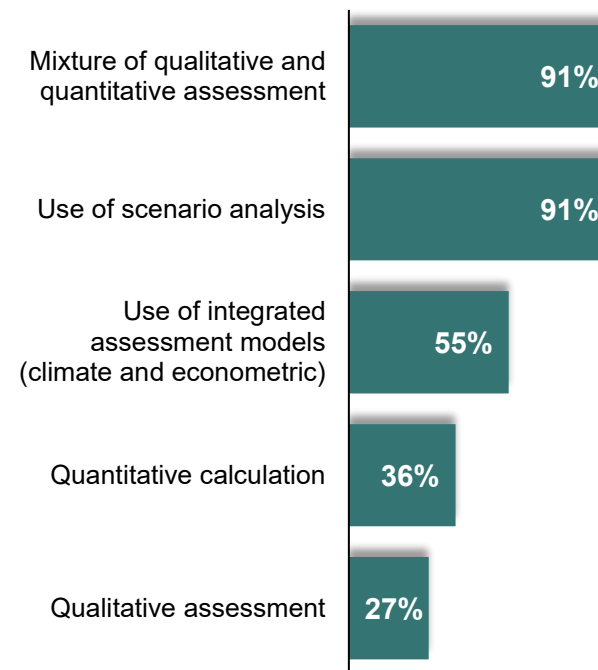 Mixture of qualitative and
quantitative assessment
91%
Use of scenario analysis
91%
Use of integrated
assessment models
(climate and econometric)
55%
Quantitative calculation
36%
Qualitative assessment
27%